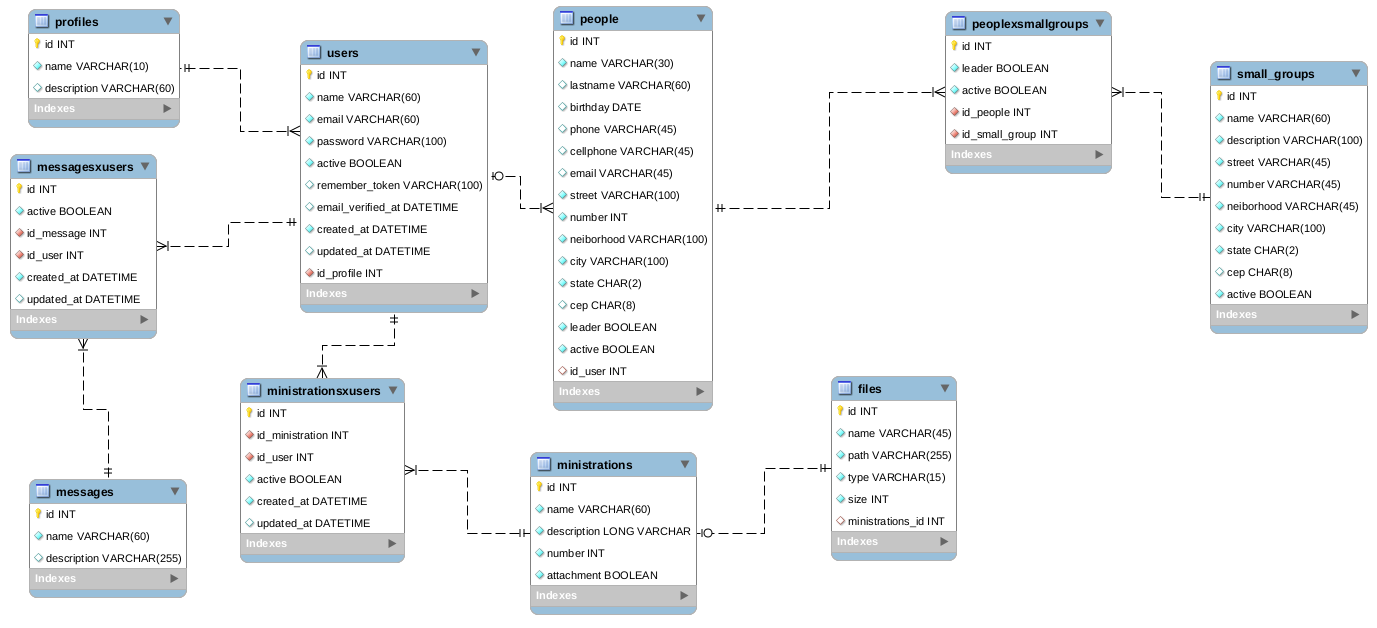 profiles
id INT
name VARCHAR(10)
description VARCHAR(60)
Indexes
messagesxusers
id INT
active BOOLEAN
id_message INT
id_user INT
created_at DATETIME
updated_at DATETIME
Indexes
messages
id INT
name VARCHAR(60)
description VARCHAR(255)
Indexes
users
id INT
name VARCHAR(60)
email VARCHAR(60)
password VARCHAR(100)
active BOOLEAN
remember_token VARCHAR(100)
email_verified_at DATETIME
created_at DATETIME
updated_at DATETIME
id_profile INT
Indexes
ministrationsxusers
id INT
id_ministration INT
id_user INT
active BOOLEAN
created_at DATETIME
updated_at DATETIME
Indexes
people
id INT
name VARCHAR(30)
lastname VARCHAR(60)
birthday DATE
phone VARCHAR(45)
cellphone VARCHAR(45)
email VARCHAR(45)
street VARCHAR(100)
number INT
neiborhood VARCHAR(100)
city VARCHAR(100)
state CHAR(2)
cep CHAR(8)
leader BOOLEAN
active BOOLEAN
id_user INT
Indexes
ministrations
id INT
name VARCHAR(60)
description LONG VARCHAR
number INT
attachment BOOLEAN
Indexes
files
id INT
name VARCHAR(45)
path VARCHAR(255)
type VARCHAR(15)
size INT
ministrations_id INT
Indexes
peoplexsmallgroups
id INT
leader BOOLEAN
active BOOLEAN
id_people INT
id_small_group INT
Indexes
small_groups
id INT
name VARCHAR(60)
description VARCHAR(100)
street VARCHAR(45)
number VARCHAR(45)
neiborhood VARCHAR(45)
city VARCHAR(100)
state CHAR(2)
cep CHAR(8)
active BOOLEAN
Indexes